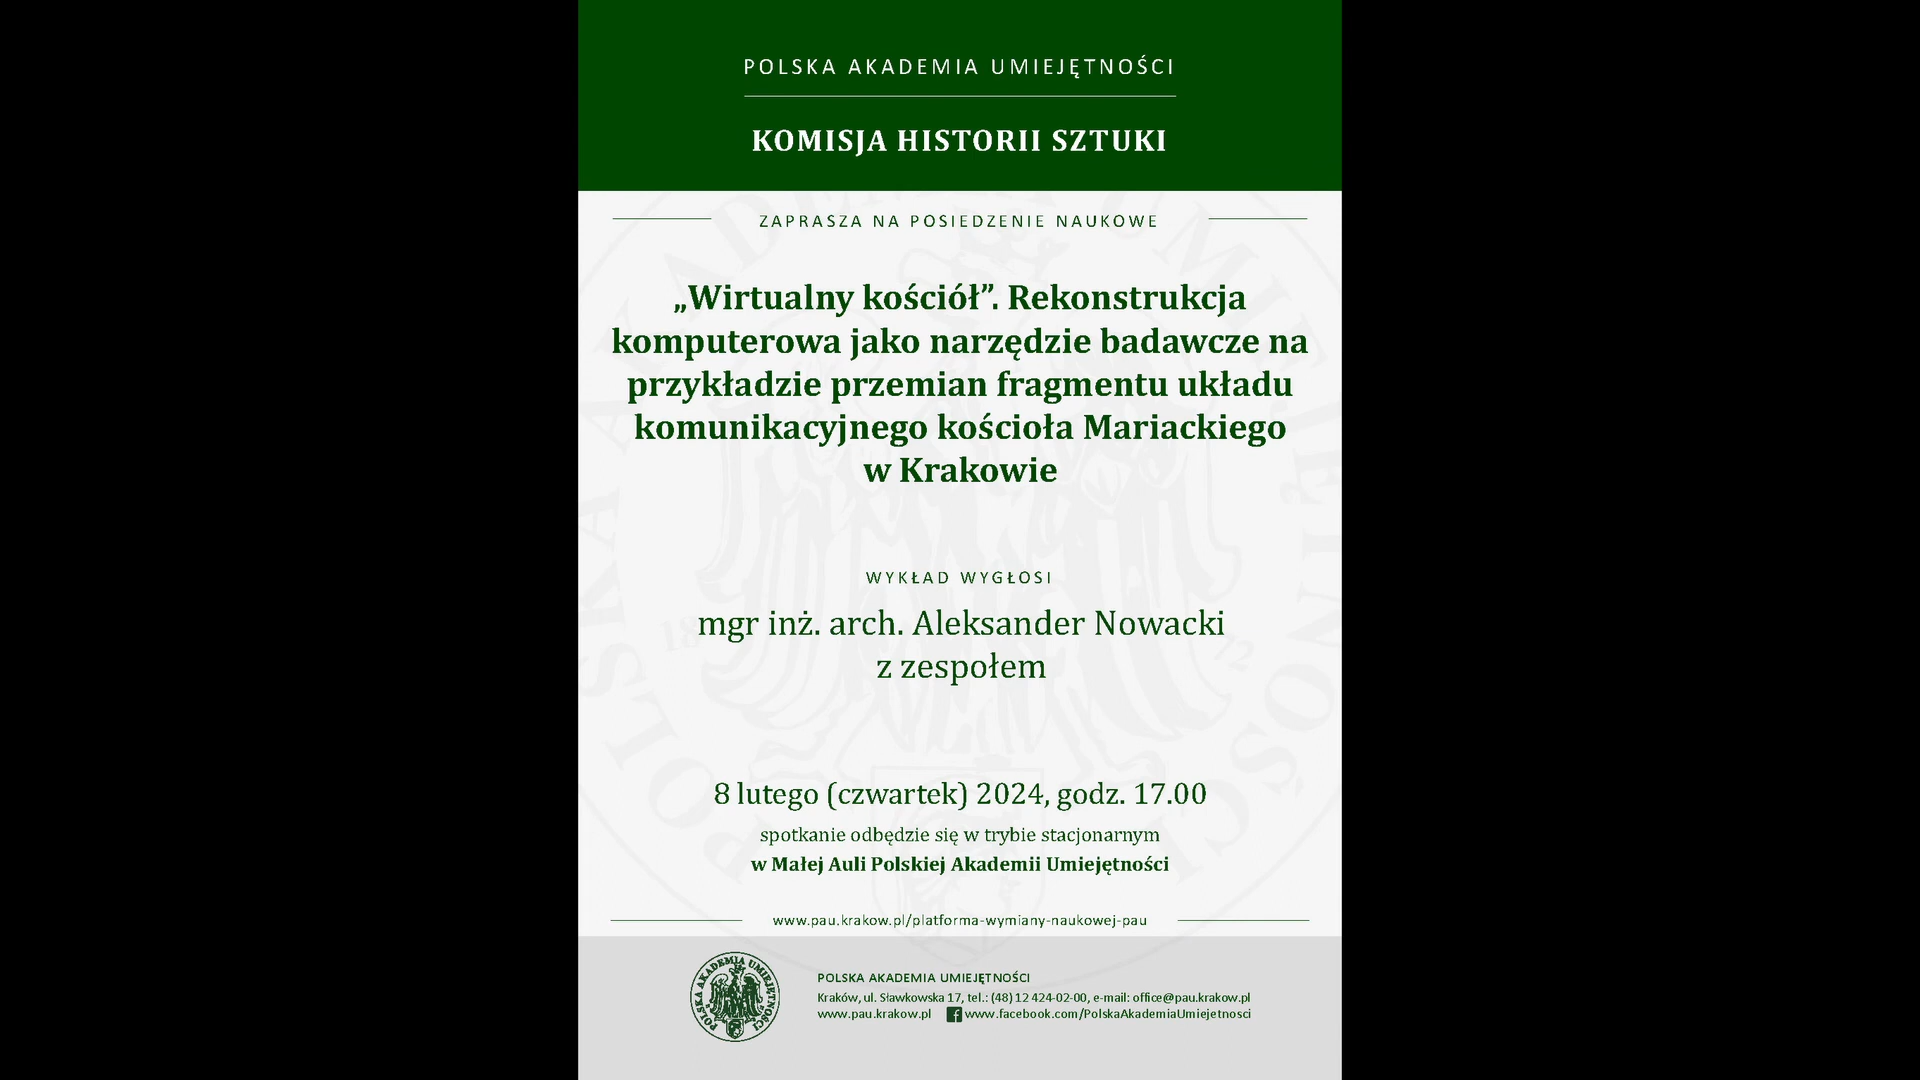 POLSKA AKADEMIA UMIEJĘTNOŚCI
KOMISJA HISTORII SZTUKI
ZAPRASZA NA POSIEDZENIE NAUKOWE
„Wirtualny kościół”. Rekonstrukcja
komputerowa jako narzędzie badawcze na
przykładzie przemian fragmentu układu
komunikacyjnego kościoła Mariackiego
w Krakowie
WYKŁAD WYGŁOSI
mgr inż. arch. Aleksander Nowacki
z zespołem
8 lutego (czwartek) 2024, godz. 17.00
spotkanie odbędzie się w trybie stacjonarnym
w Małej Auli Polskiej Akademii Umiejętności
www.pau.krakow.pl/platforma-wymiany-naukowej-pau
POLSKA AKADEMIA UMIEJĘTNOŚCI
POLSKA AKADEMIA UMIEJĘTNOŚCI
Kraków, ul. Sławkowska 17, tel.: (48) 12 424-02-00, e-mail: office@pau.krakow.pl
www.pau.krakow.pl www.facebook.com/PolskaAkademiaUmiejetnosci